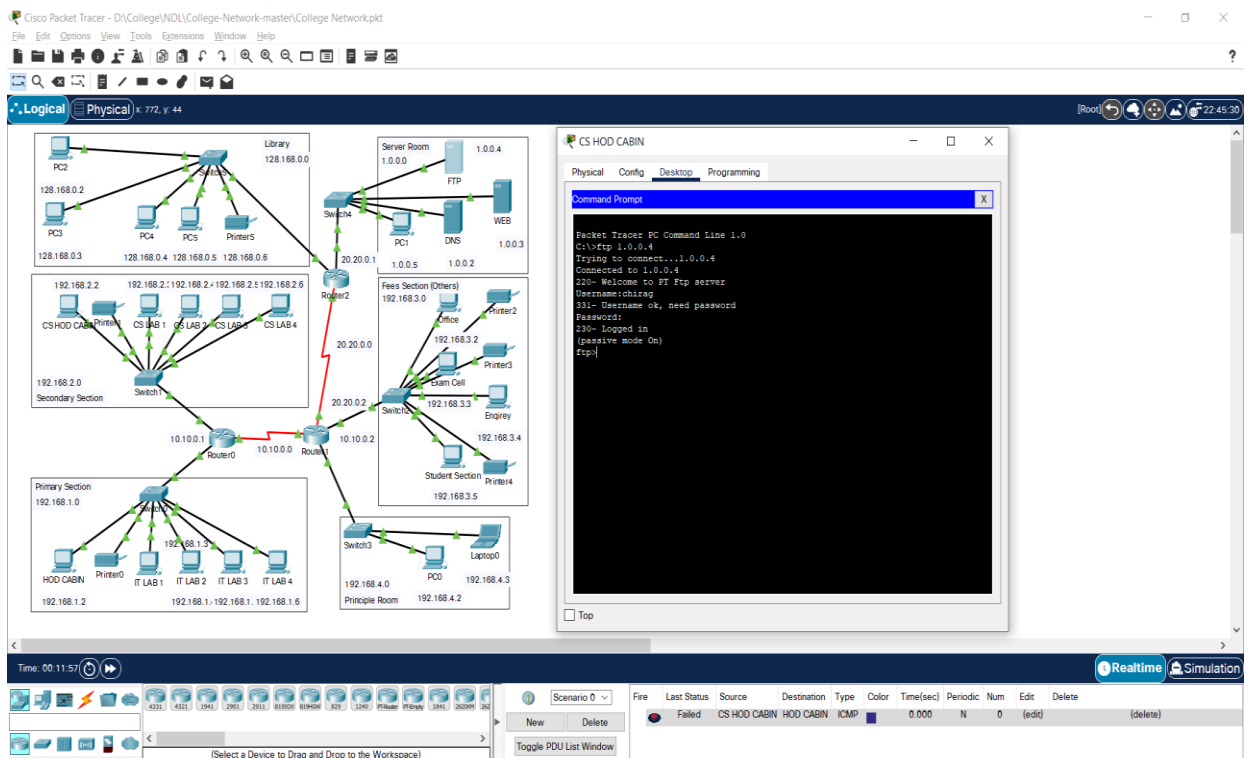 Cisco Packet Tracer - D:\College\NDL\College-Network-master\College Network.pkt
File Edit Options View Tools Extensions Window Help
?
Logical Physical x: 772, y: 44 [Root] 22:45:30
Library
128.168.0.0
PC2
Switch5
128.168.0.2
PC3
PC4
PC5
Printer5
128.168.0.3
128.168.0.4
128.168.0.5
128.168.0.6
Server Room
1.0.0.0
1.0.0.4
FTP
Switch4
WEB
PC1
DNS
1.0.0.3
20.20.0.1
1.0.0.5
1.0.0.2
Router2
192.168.2.2
192.168.2.6
CS HOD CABIN
CS LAB 1
CS LAB 2
CS LAB 3
CS LAB 4
192.168.2.0
Secondary Section
Switch1
20.20.0.0
Fees Section (Others)
192.168.3.0
Office
Printer2
192.168.3.2
Printer3
Exam Cell
20.20.0.2
Switch2
192.168.3.3
Enqirey
10.10.0.1
Router0
10.10.0.0
Router1
10.10.0.2
192.168.3.4
Student Section
Printer4
192.168.3.5
Primary Section
192.168.1.0
Switch0
192.168.1.3
HOD CABIN
Printer0
IT LAB 1
IT LAB 2
IT LAB 3
IT LAB 4
192.168.1.2
192.168.1.6
Switch3
Laptop0
PC0
192.168.4.0
192.168.4.3
Principle Room
192.168.4.2
CS HOD CABIN
Physical Config Desktop Programming
Command Prompt X
Packet Tracer PC Command Line 1.0
C:\>ftp 1.0.0.4
Trying to connect...1.0.0.4
Connected to 1.0.0.4
220- Welcome to PT Ftp server
Username:chirag
331- Username ok, need password
Password:
230- Logged in
(passive mode On)
ftp>
Top
Time: 00:11:57
Realtime Simulation
4331 4321 1941 2901 2911 819IOX 819HGW 829 1240 PT-Router PT-Empty 1841 2620XM
(Select a Device to Drag and Drop to the Workspace)
Scenario 0
New Delete
Toggle PDU List Window
Fire Last Status Source Destination Type Color Time(sec) Periodic Num Edit Delete
Failed CS HOD CABIN HOD CABIN ICMP 0.000 N 0 (edit) (delete)